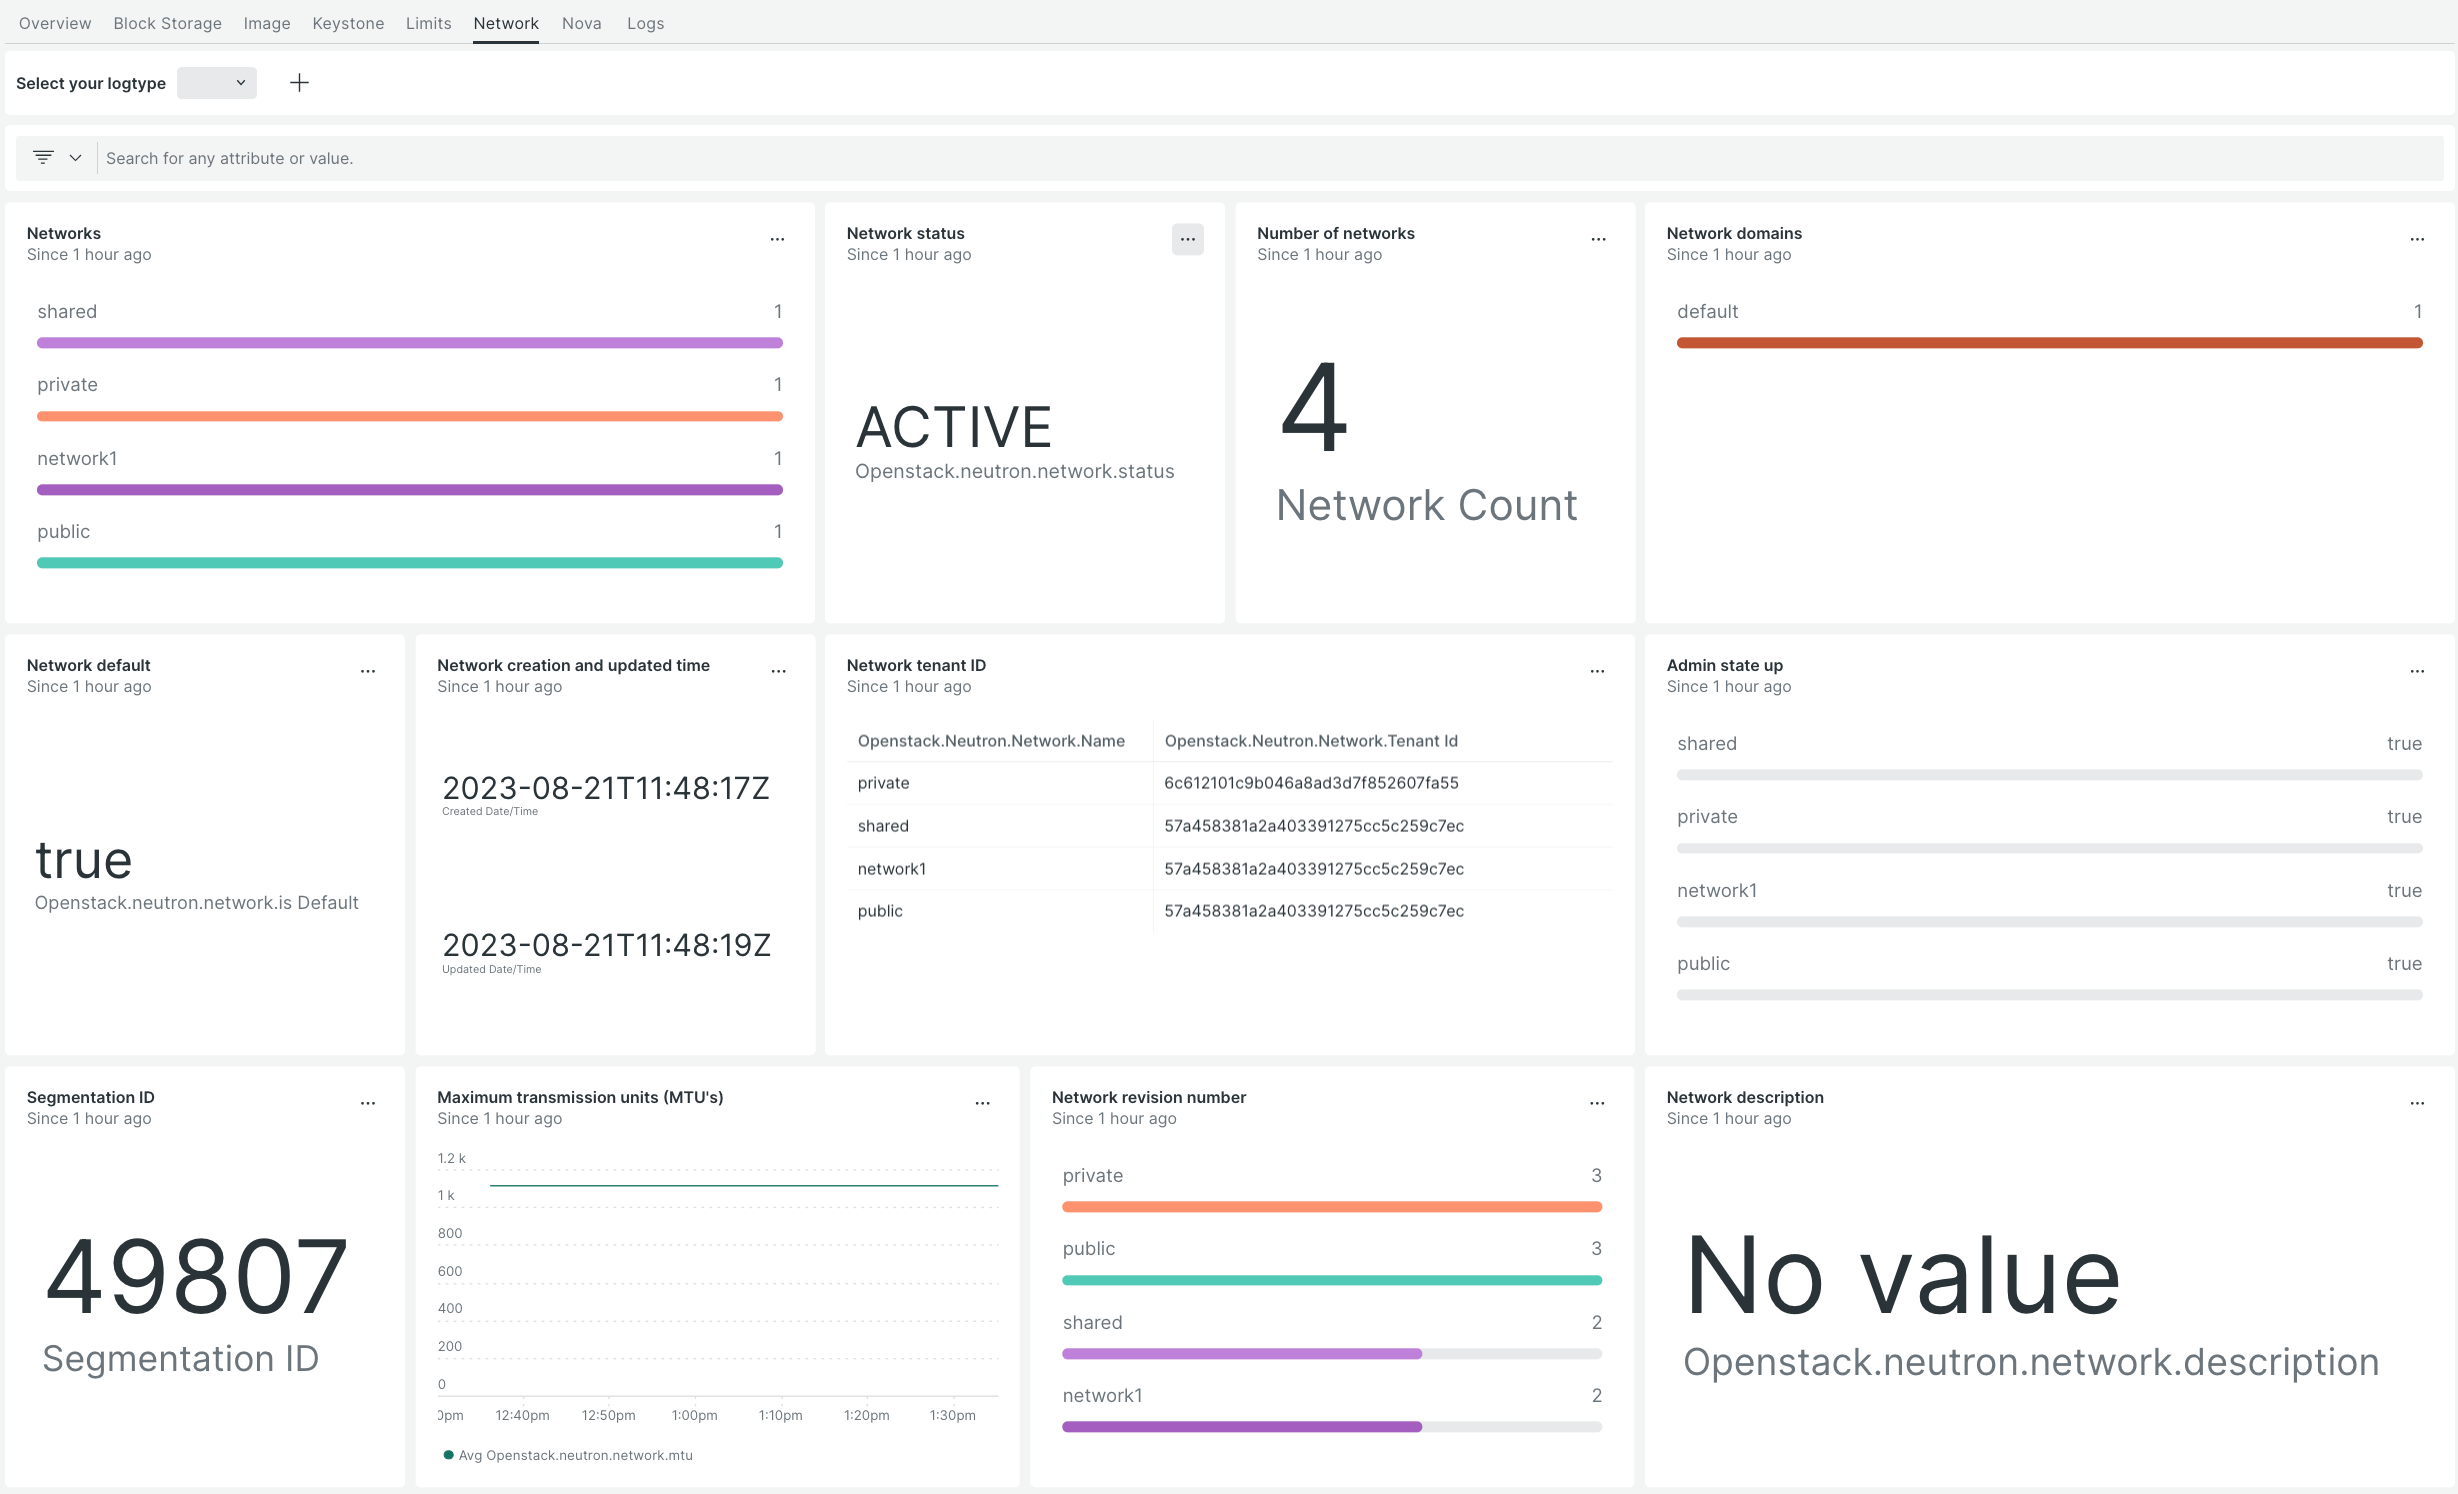 Overview Block Storage Image Keystone Limits Network Nova Logs
Select your logtype
Search for any attribute or value.
Networks
Since 1 hour ago
shared 1
private 1
network1 1
public 1
Network status
Since 1 hour ago
ACTIVE
Openstack.neutron.network.status
Number of networks
Since 1 hour ago
4
Network Count
Network domains
Since 1 hour ago
default 1
Network default
Since 1 hour ago
true
Openstack.neutron.network.is Default
Network creation and updated time
Since 1 hour ago
2023-08-21T11:48:17Z
Created Date/Time
2023-08-21T11:48:19Z
Updated Date/Time
Network tenant ID
Since 1 hour ago
Openstack.Neutron.Network.Name Openstack.Neutron.Network.Tenant Id
private 6c612101c9b046a8ad3d7f852607fa55
shared 57a458381a2a403391275cc5c259c7ec
network1 57a458381a2a403391275cc5c259c7ec
public 57a458381a2a403391275cc5c259c7ec
Admin state up
Since 1 hour ago
shared true
private true
network1 true
public true
Segmentation ID
Since 1 hour ago
49807
Segmentation ID
Maximum transmission units (MTU's)
Since 1 hour ago
1.2 k
1 k
800
600
400
200
0
0pm 12:40pm 12:50pm 1:00pm 1:10pm 1:20pm 1:30pm
Avg Openstack.neutron.network.mtu
Network revision number
Since 1 hour ago
private 3
public 3
shared 2
network1 2
Network description
Since 1 hour ago
No value
Openstack.neutron.network.description